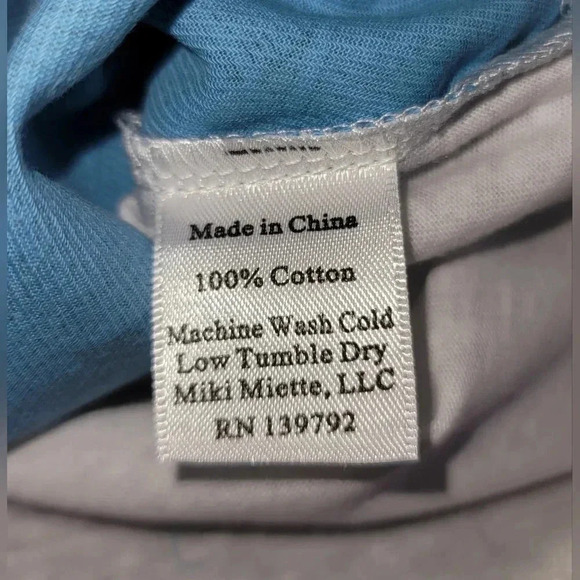 Made in China
100% Cotton
Machine Wash Cold
Low Tumble Dry
Miki Miette, LLC
RN 139792